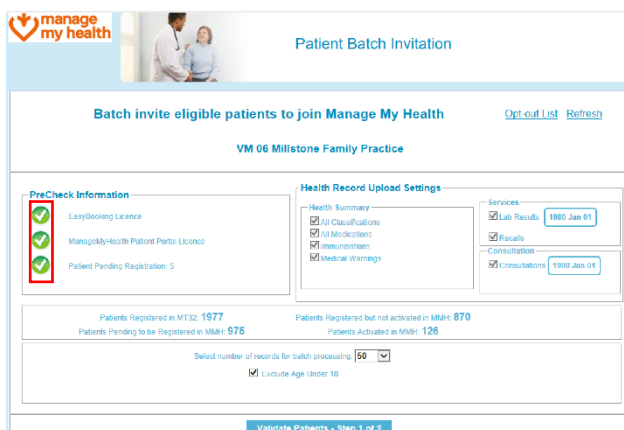 manage
my health
Patient Batch Invitation
Batch invite eligible patients to join Manage My Health
Opt-out List Refresh
VM 06 Millstone Family Practice
PreCheck Information
EasyBooking Licence
ManageMyHealth Patient Portal Licence
Patient Pending Registration: 5
Health Record Upload Settings
Health Summary
All Classifications
All Medications
Immunisations
Medical Warnings
Services
Lab Results 1980 Jan 01
Recalls
Consultation
Consultations 1980 Jan 01
Patients Registered in MT32: 1977
Patients Registered but not activated in MMH: 870
Patients Pending to be Registered in MMH: 975
Patients Activated in MMH: 126
Select number of records for batch processing: 50
Exclude Age Under 18
Validate Patients - Step 1 of 2